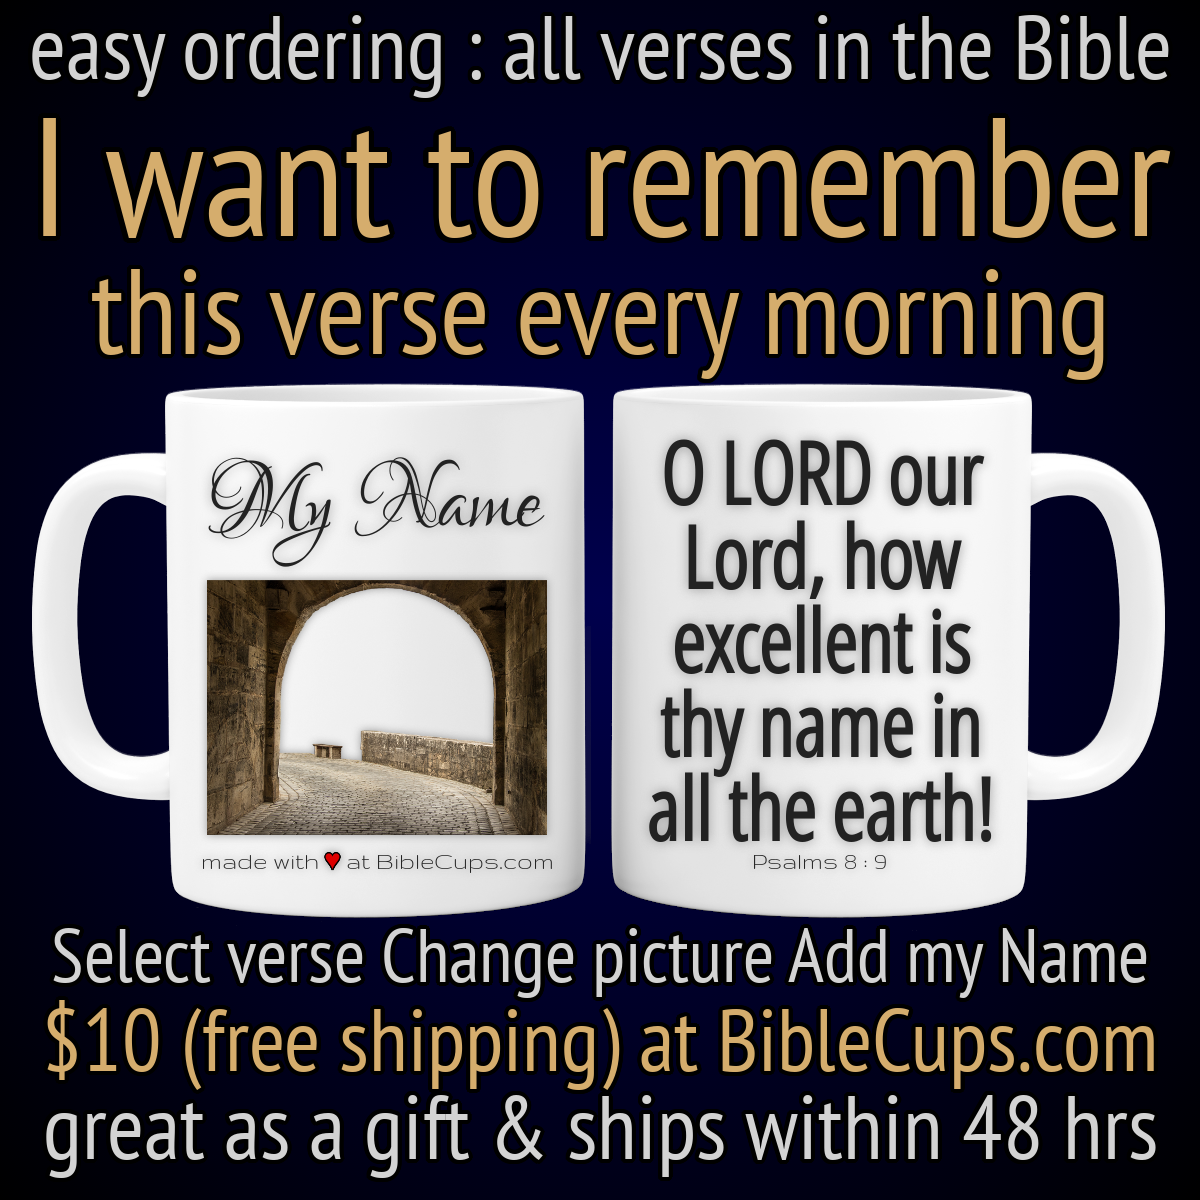 easy ordering : all verses in the Bible
I want to remember
this verse every morning
My Name
made with ♥ at BibleCups.com
O LORD our
Lord, how
excellent is
thy name in
all the earth!
Psalms 8 : 9
Select verse Change picture Add my Name
$10 (free shipping) at BibleCups.com
great as a gift & ships within 48 hrs